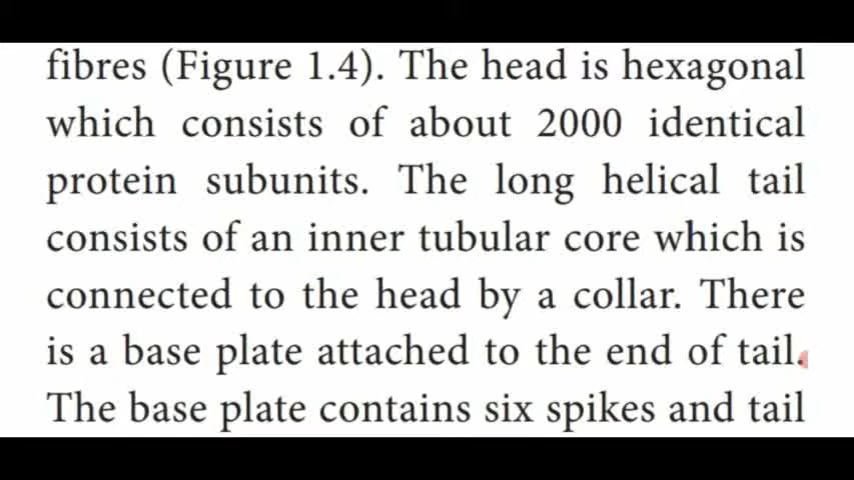 fibres (Figure 1.4). The head is hexagonal
which consists of about 2000 identical
protein subunits. The long helical tail
consists of an inner tubular core which is
connected to the head by a collar. There
is a base plate attached to the end of tail.
The base plate contains six spikes and tail